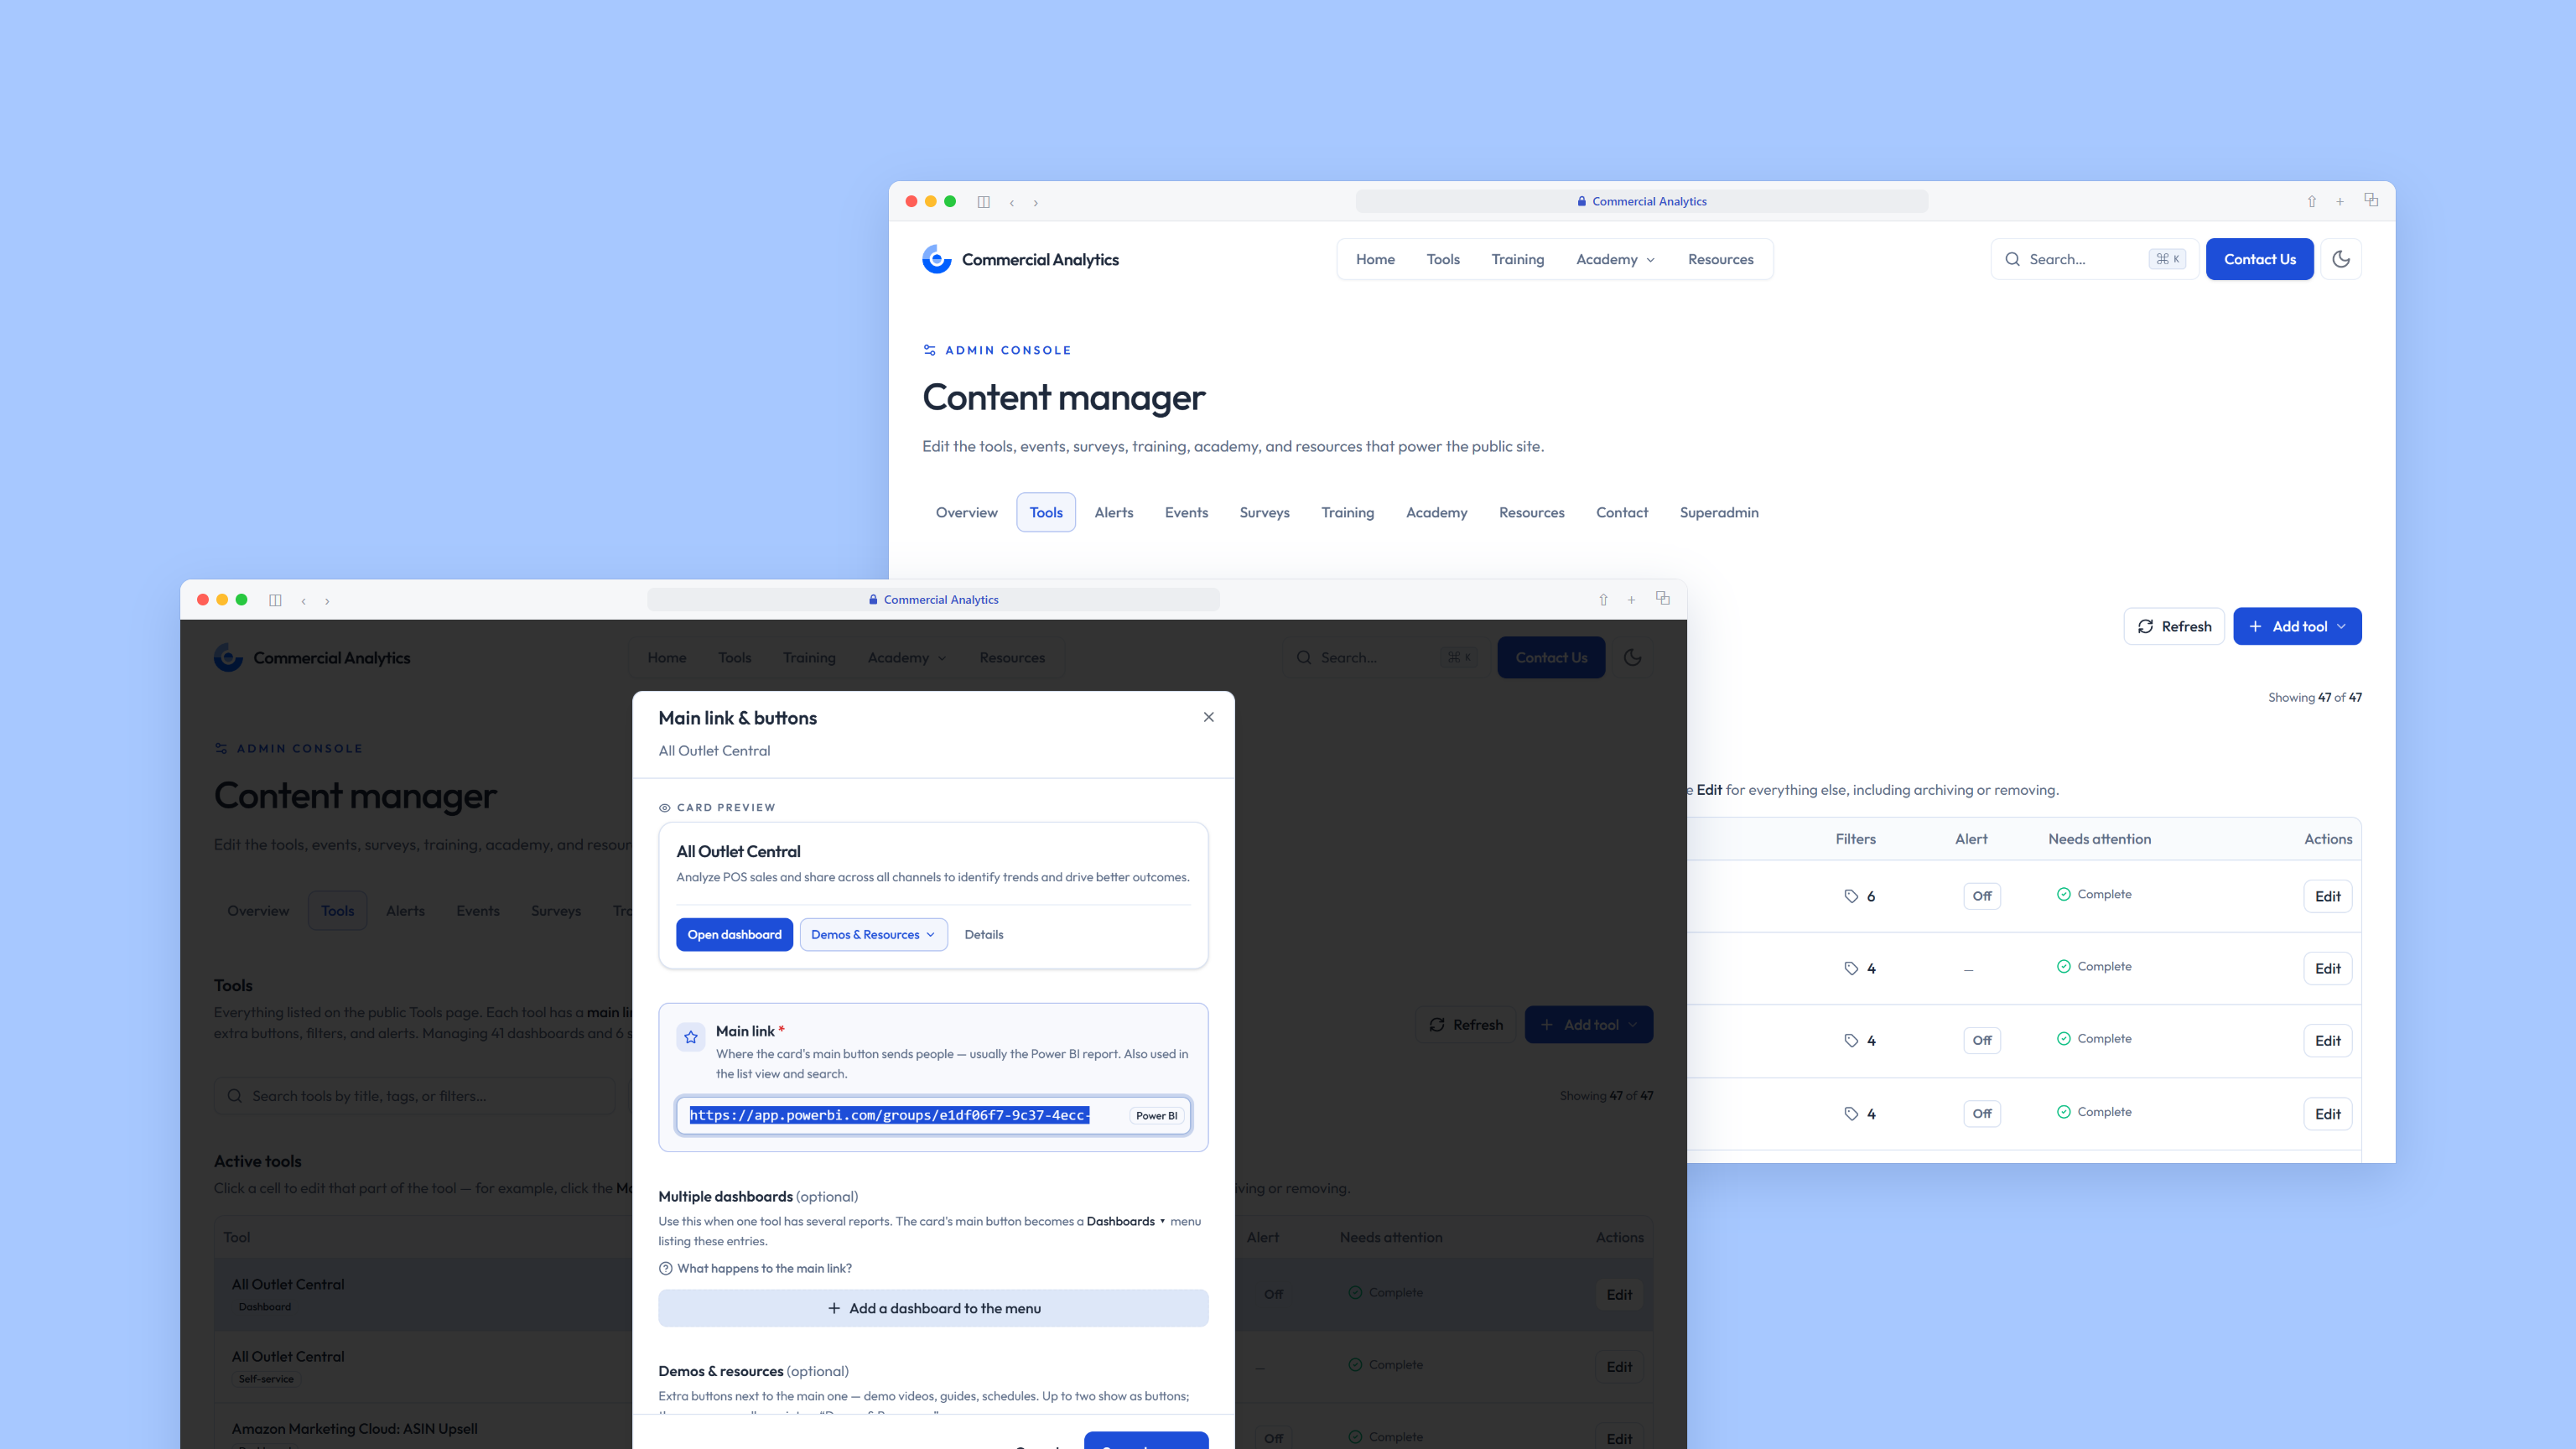 Commercial Analytics
Commercial Analytics
Home Tools Training Academy Resources
Search... ⌘ K
Contact Us
ADMIN CONSOLE
Content manager
Edit the tools, events, surveys, training, academy, and resources that power the public site.
Overview Tools Alerts Events Surveys Training Academy Resources Contact Superadmin
Refresh
Add tool
Showing 47 of 47
Edit for everything else, including archiving or removing.
Filters Alert Needs attention Actions
6 Off Complete Edit
4 – Complete Edit
4 Off Complete Edit
4 Off Complete Edit
Commercial Analytics
Commercial Analytics
Home Tools Training Academy Resources
Search... ⌘ K
Contact Us
ADMIN CONSOLE
Content manager
Edit the tools, events, surveys, training, academy, and
Overview Tools Alerts Events Surveys
Tools
Everything listed on the public Tools page. Each tool has a main
extra buttons, filters, and alerts. Managing 41 dashboards and 6
Search tools by title, tags, or filters...
Refresh
Add tool
Showing 47 of 47
Active tools
Click a cell to edit that part of the tool — for example, click the
or removing.
Tool Alert Needs attention Actions
All Outlet Central
Dashboard
Off Complete Edit
All Outlet Central
Self-service
– Complete Edit
Amazon Marketing Cloud: ASIN Upsell
Off Complete Edit
Main link & buttons
All Outlet Central
CARD PREVIEW
All Outlet Central
Analyze POS sales and share across all channels to identify trends and drive better outcomes.
Open dashboard Demos & Resources Details
Main link *
Where the card's main button sends people — usually the Power BI report. Also used in
the list view and search.
https://app.powerbi.com/groups/e1df06f7-9c37-4ecc-
Power BI
Multiple dashboards (optional)
Use this when one tool has several reports. The card's main button becomes a Dashboards ▾ menu
listing these entries.
What happens to the main link?
Add a dashboard to the menu
Demos & resources (optional)
Extra buttons next to the main one — demo videos, guides, schedules. Up to two show as buttons;